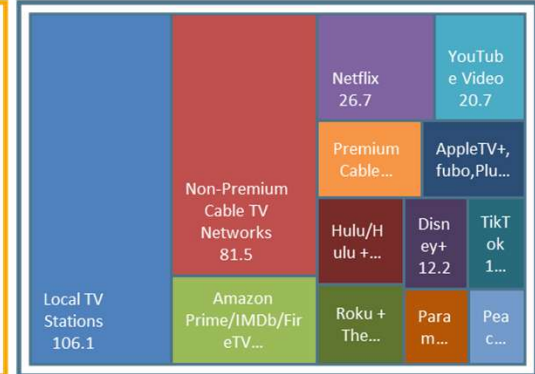 Local TV
Stations
106.1
Non-Premium
Cable TV
Networks
81.5
Amazon
Prime/IMDb/Fir
eTV...
Netflix
26.7
YouTub
e Video
20.7
Premium
Cable...
AppleTV+,
fubo,Plu...
Hulu/H
ulu +...
Disn
ey+
12.2
TikT
ok
1...
Roku +
The...
Para
m...
Pea
c...